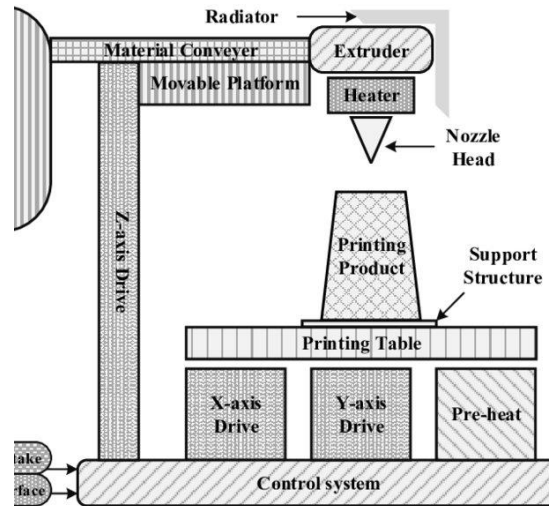 Radiator
Material Conveyer
Extruder
Movable Platform
Heater
Nozzle
Head
Z-axis Drive
Printing
Product
Support
Structure
Printing Table
X-axis
Drive
Y-axis
Drive
Pre-heat
Control system